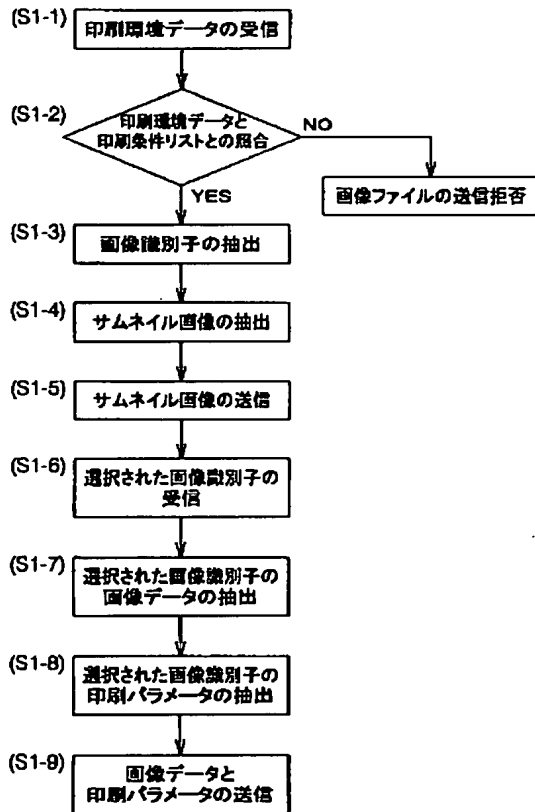 (S1-1)
印刷環境データの受信
(S1-2)
印刷環境データと
印刷条件リストとの照合
NO
YES
画像ファイルの送信拒否
(S1-3)
画像識別子の抽出
(S1-4)
サムネイル画像の抽出
(S1-5)
サムネイル画像の送信
(S1-6)
選択された画像識別子の
受信
(S1-7)
選択された画像識別子の
画像データの抽出
(S1-8)
選択された画像識別子の
印刷パラメータの抽出
(S1-9)
画像データと
印刷パラメータの送信